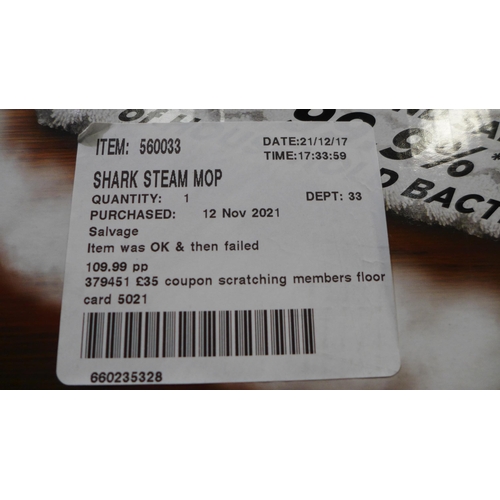 ITEM: 560033 DATE:21/12/17
TIME:17:33:59
SHARK STEAM MOP
QUANTITY: 1 DEPT: 33
PURCHASED: 12 Nov 2021
Salvage
Item was OK & then failed
109.99 pp
379451 £35 coupon scratching members floor
card 5021
660235328
9%*
BACT